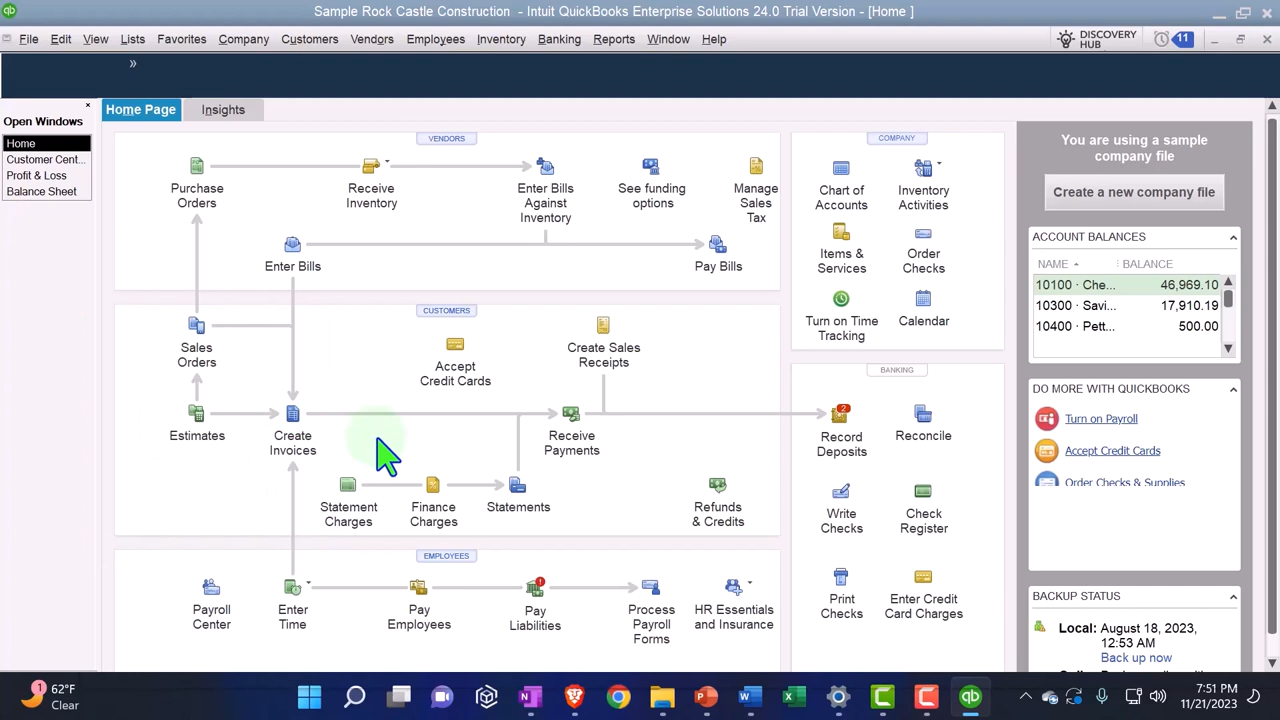 qb
Sample Rock Castle Construction - Intuit QuickBooks Enterprise Solutions 24.0 Trial Version - [Home ]
File Edit View Lists Favorites Company Customers Vendors Employees Inventory Banking Reports Window Help
DISCOVERY
HUB
11
»
Open Windows
Home
Customer Cent...
Profit & Loss
Balance Sheet
Home Page
Insights
VENDORS
Purchase
Orders
Receive
Inventory
Enter Bills
Against
Inventory
See funding
options
Manage
Sales
Tax
Enter Bills
Pay Bills
CUSTOMERS
Sales
Orders
Accept
Credit Cards
Create Sales
Receipts
Estimates
Create
Invoices
Receive
Payments
Statement
Charges
Finance
Charges
Statements
Refunds
& Credits
EMPLOYEES
Payroll
Center
Enter
Time
Pay
Employees
Pay
Liabilities
Process
Payroll
Forms
HR Essentials
and Insurance
COMPANY
Chart of
Accounts
Inventory
Activities
Items &
Services
Order
Checks
Turn on Time
Tracking
Calendar
BANKING
2
Record
Deposits
Reconcile
Write
Checks
Check
Register
Print
Checks
Enter Credit
Card Charges
You are using a sample
company file
Create a new company file
ACCOUNT BALANCES
NAME BALANCE
10100 · Che... 46,969.10
10300 · Savi... 17,910.19
10400 · Pett... 500.00
DO MORE WITH QUICKBOOKS
Turn on Payroll
Accept Credit Cards
Order Checks & Supplies
BACKUP STATUS
Local: August 18, 2023,
12:53 AM
Back up now
1
62°F
Clear
7:51 PM
11/21/2023